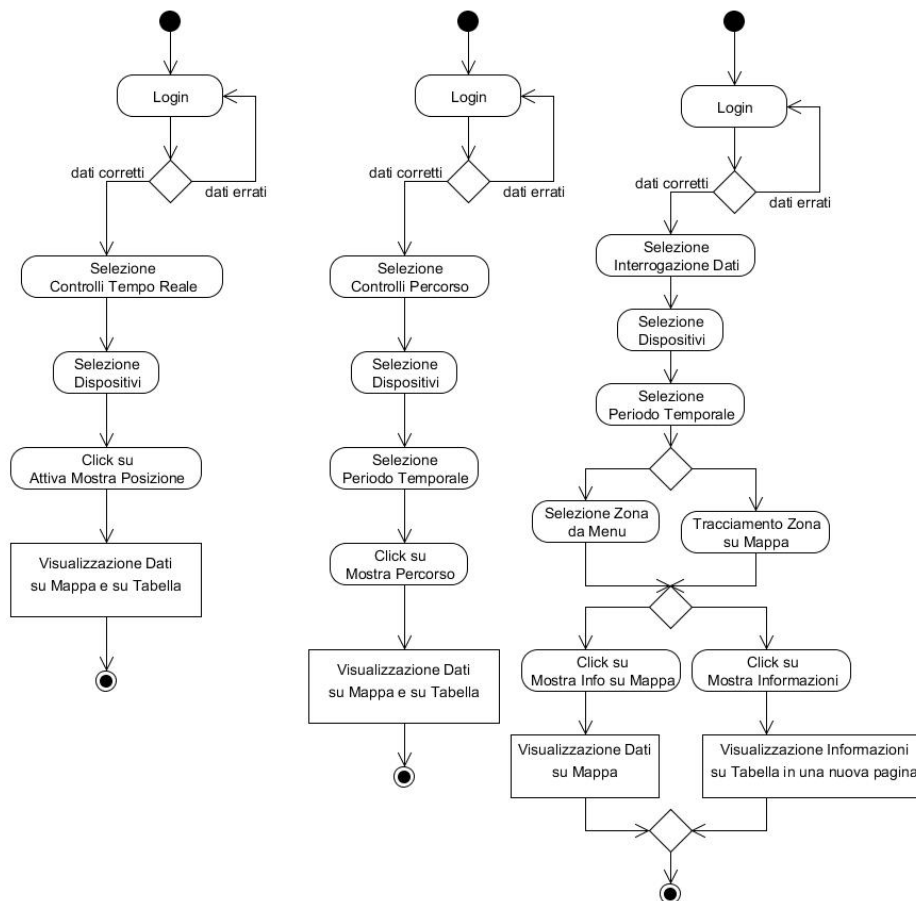 Login
dati corretti
dati errati
Selezione
Controlli Tempo Reale
Selezione
Dispositivi
Click su
Attiva Mostra Posizione
Visualizzazione Dati
su Mappa e su Tabella
Login
dati corretti
dati errati
Selezione
Controlli Percorso
Selezione
Dispositivi
Selezione
Periodo Temporale
Click su
Mostra Percorso
Visualizzazione Dati
su Mappa e su Tabella
Login
dati corretti
dati errati
Selezione
Interrogazione Dati
Selezione
Dispositivi
Selezione
Periodo Temporale
Selezione Zona
da Menu
Tracciamento Zona
su Mappa
Click su
Mostra Info su Mappa
Click su
Mostra Informazioni
Visualizzazione Dati
su Mappa
Visualizzazione Informazioni
su Tabella in una nuova pagina